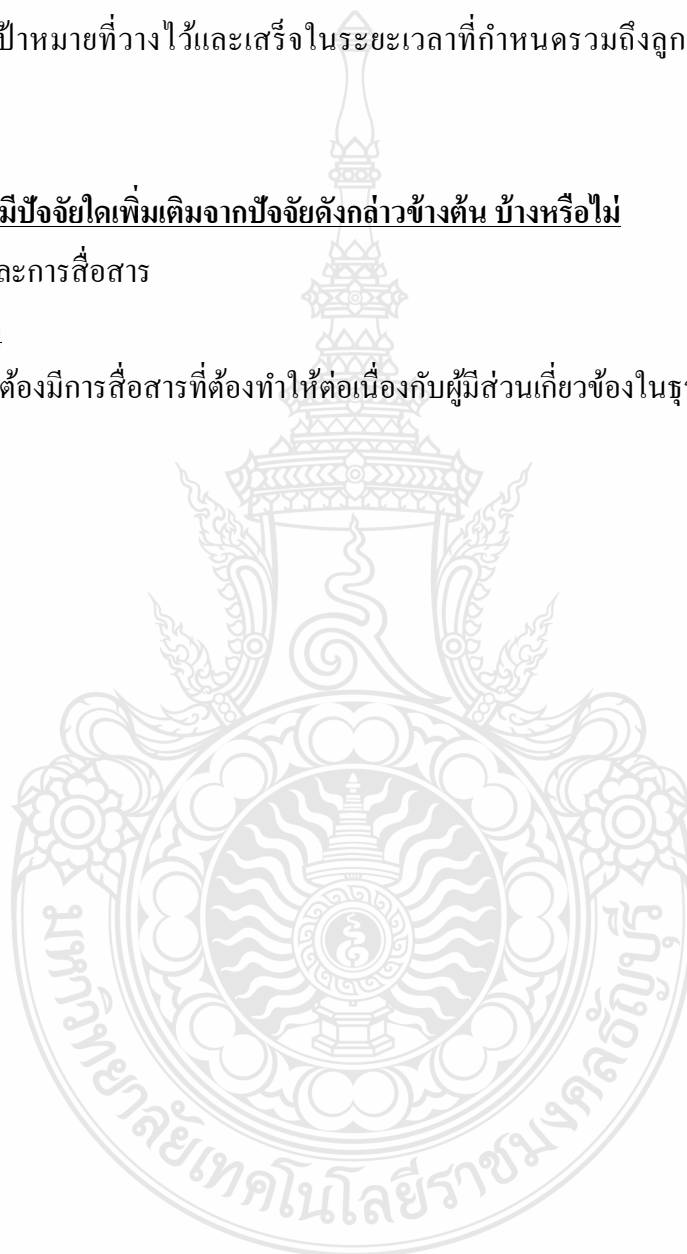 ป้าหมายที่วางไว้และเสร็จในระยะเวลาที่กำหนดรวมถึงลูก
มีปัจจัยใดเพิ่มเติมจากปัจจัยดังกล่าวข้างต้น บ้างหรือไม่
ละการสื่อสาร
ต้องมีการสื่อสารที่ต้องทำให้ต่อเนื่องกับผู้มีส่วนเกี่ยวข้องในธุร
มหาวิทยาลัยเทคโนโลยีราชมงคลธัญบุรี